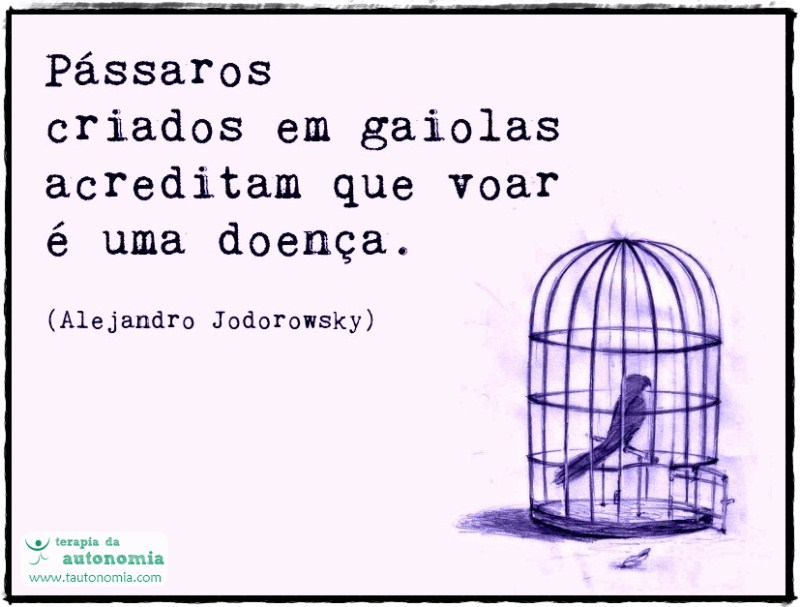 Pássaros
criados em gaiolas
acreditam que voar
é uma doença.
(Alejandro Jodorowsky)
terapia da
autonomia
www.tautonomia.com